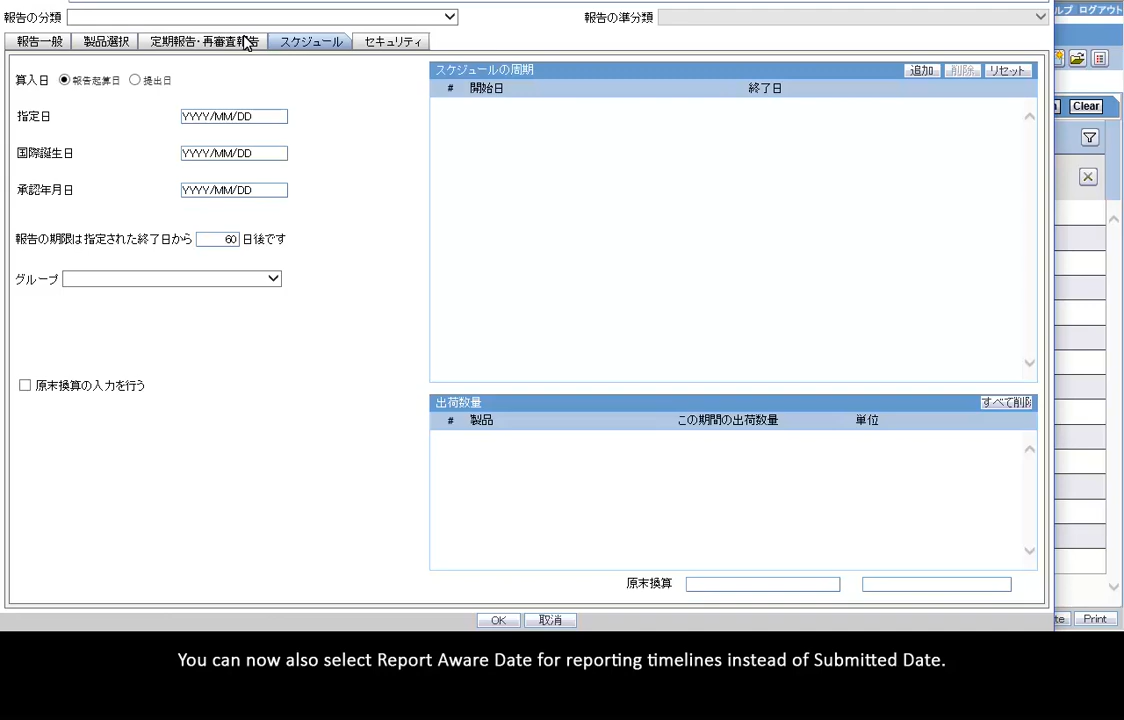 報告の分類
報告の準分類
ログアウト
報告一般 製品選択 定期報告・再審査報告 スケジュール セキュリティ
算入日 報告起算日 提出日
指定日 YYYY/MM/DD
国際誕生日 YYYY/MM/DD
承認年月日 YYYY/MM/DD
報告の期限は指定された終了日から 60 日後です
グループ
原末換算の入力を行う
スケジュールの周期 追加 削除 リセット
# 開始日 終了日
出荷数量 すべて削除
# 製品 この期間の出荷数量 単位
原末換算
OK 取消
Clear
Print
You can now also select Report Aware Date for reporting timelines instead of Submitted Date.